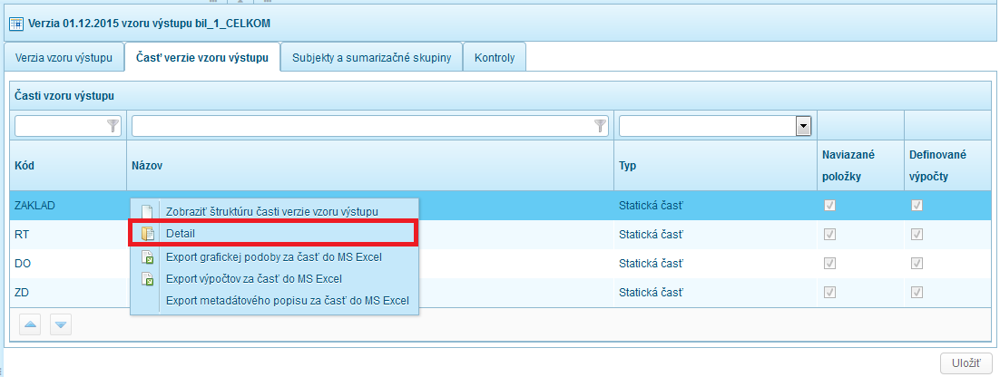 Verzia 01.12.2015 vzoru výstupu bil_1_CELKOM
Verzia vzoru výstupu
Časť verzie vzoru výstupu
Subjekty a sumarizačné skupiny
Kontroly
Časti vzoru výstupu
Kód
Názov
Typ
Naviazané položky
Definované výpočty
ZAKLAD
Statická časť
RT
Statická časť
DO
Statická časť
ZD
Statická časť
Zobraziť štruktúru časti verzie vzoru výstupu
Detail
Export grafickej podoby za časť do MS Excel
Export výpočtov za časť do MS Excel
Export metadátového popisu za časť do MS Excel
Uložiť